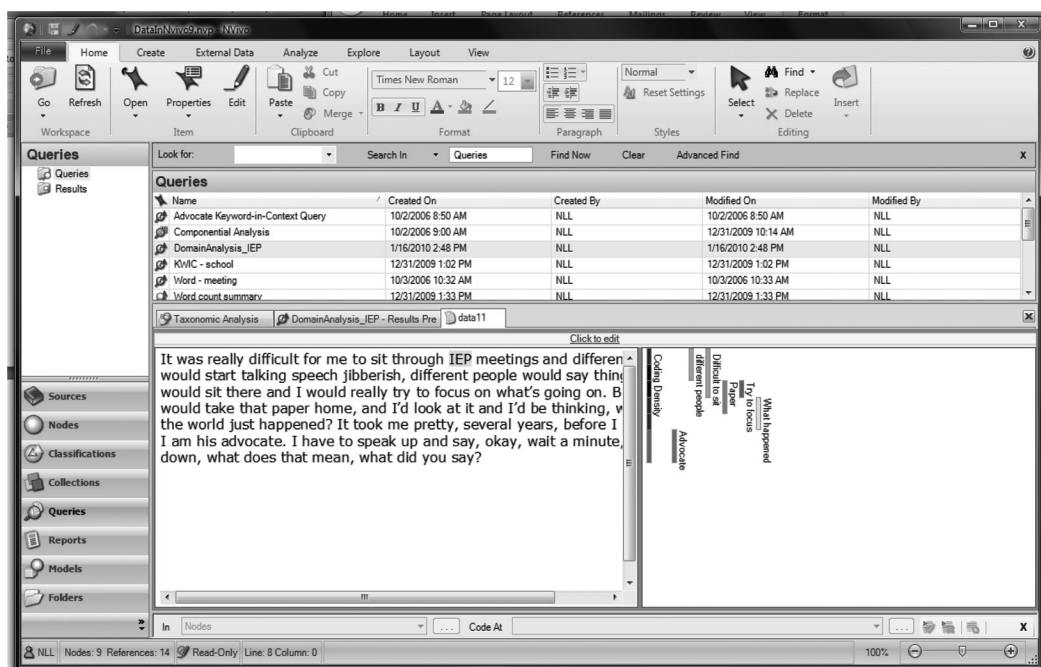 Home Insert Page Layout References Mailings Review View Format
DataInNvivo9.nvp - NVivo
File Home Create External Data Analyze Explore Layout View
Go Refresh Open Properties Edit Paste Cut Copy Merge Times New Roman 12 Normal Reset Settings Select Find Replace Delete Insert
B I U A
Workspace Item Clipboard Format Paragraph Styles Editing
Queries
Queries
Results
Look for: Search In Queries Find Now Clear Advanced Find x
Queries
Name Created On Created By Modified On Modified By
Advocate Keyword-in-Context Query 10/2/2006 8:50 AM NLL 10/2/2006 8:50 AM NLL
Componential Analysis 10/2/2006 9:00 AM NLL 12/31/2009 10:14 AM NLL
DomainAnalysis_IEP 1/16/2010 2:48 PM NLL 1/16/2010 2:48 PM NLL
KWIC - school 12/31/2009 1:02 PM NLL 12/31/2009 1:02 PM NLL
Word - meeting 10/3/2006 10:32 AM NLL 10/3/2006 10:33 AM NLL
Word count summary 12/31/2009 1:33 PM NLL 12/31/2009 1:33 PM NLL
Taxonomic Analysis DomainAnalysis_IEP - Results Pre data11
Click to edit
It was really difficult for me to sit through IEP meetings and differen
would start talking speech jibberish, different people would say thing
would sit there and I would really try to focus on what's going on. B
would take that paper home, and I'd look at it and I'd be thinking, w
the world just happened? It took me pretty, several years, before I
I am his advocate. I have to speak up and say, okay, wait a minute,
down, what does that mean, what did you say?
Coding Density
Advocate
different people
Difficult to sit
Paper
Try to focus
What happened
Sources
Nodes
Classifications
Collections
Queries
Reports
Models
Folders
In Nodes ... Code At ... x
NLL Nodes: 9 References: 14 Read-Only Line: 8 Column: 0 100%